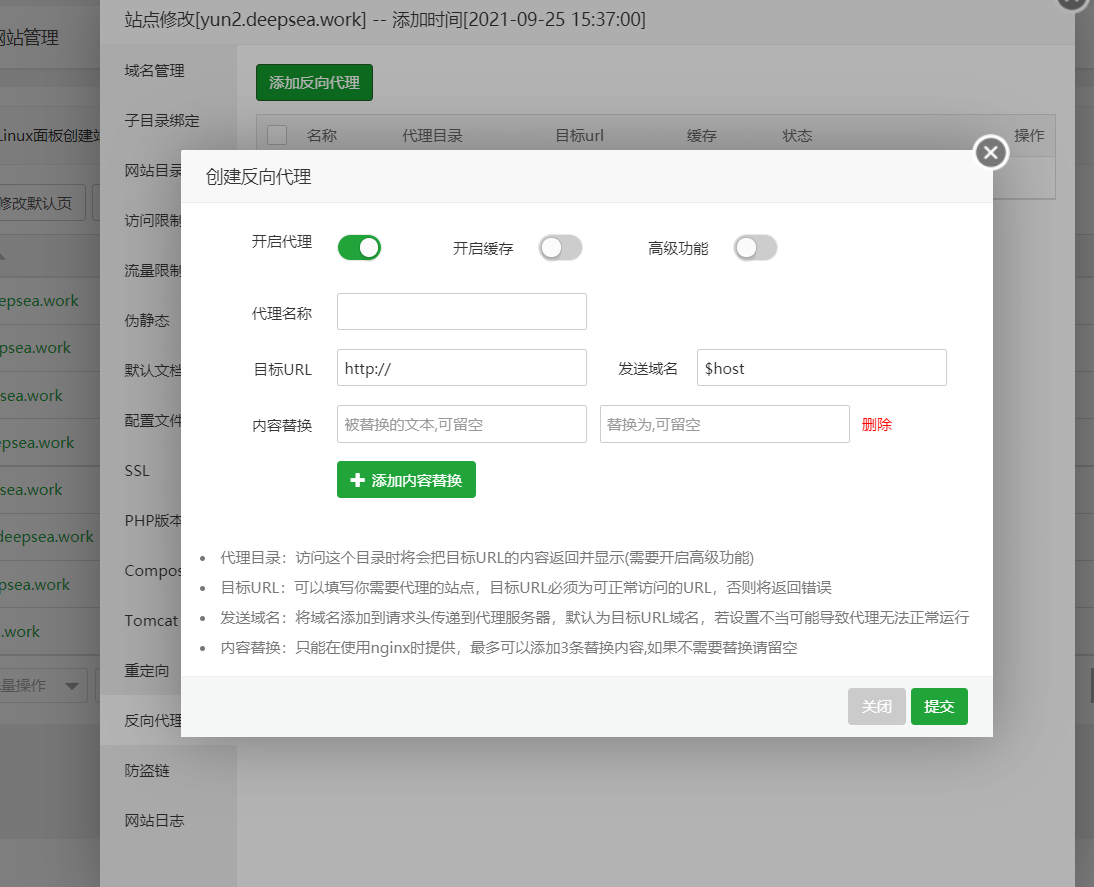 站点修改[yun2.deepsea.work] -- 添加时间[2021-09-25 15:37:00]
网站管理
域名管理
添加反向代理
子目录绑定
Linux面板创建站
名称 代理目录 目标url 缓存 状态 操作
网站目录
创建反向代理
修改默认页
访问限制
开启代理 开启缓存 高级功能
流量限制
epsea.work
代理名称
伪静态
psea.work
默认文档
目标URL http:// 发送域名 $host
sea.work
配置文件
内容替换 被替换的文本,可留空 替换为,可留空 删除
epsea.work
SSL
添加内容替换
sea.work
PHP版本
deepsea.work
代理目录：访问这个目录时将会把目标URL的内容返回并显示(需要开启高级功能)
Compos
psea.work
目标URL：可以填写你需要代理的站点，目标URL必须为可正常访问的URL，否则将返回错误
Tomcat
发送域名：将域名添加到请求头传递到代理服务器，默认为目标URL域名，若设置不当可能导致代理无法正常运行
.work
内容替换：只能在使用nginx时提供，最多可以添加3条替换内容,如果不需要替换请留空
重定向
量操作
关闭 提交
反向代理
防盗链
网站日志